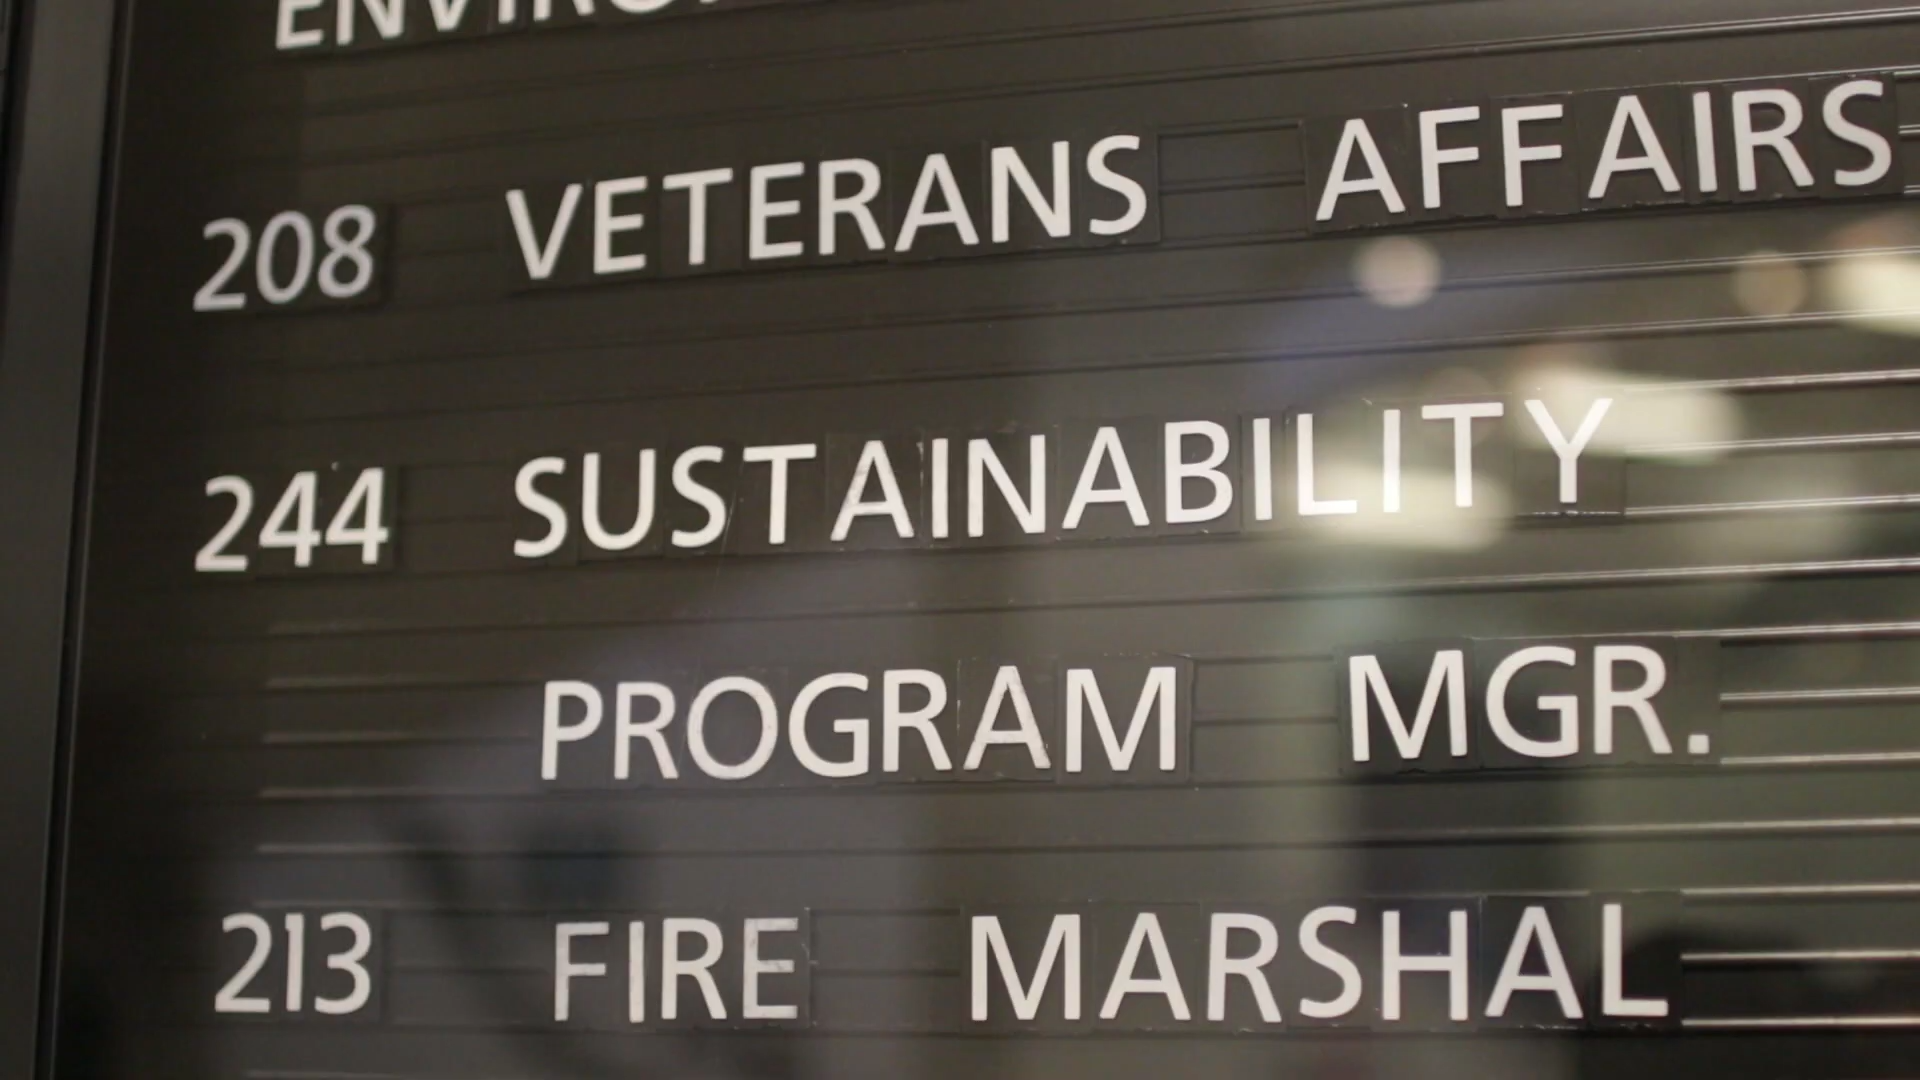 208 VETERANS AFFAIRS
244 SUSTAINABILITY
PROGRAM MGR.
213 FIRE MARSHAL